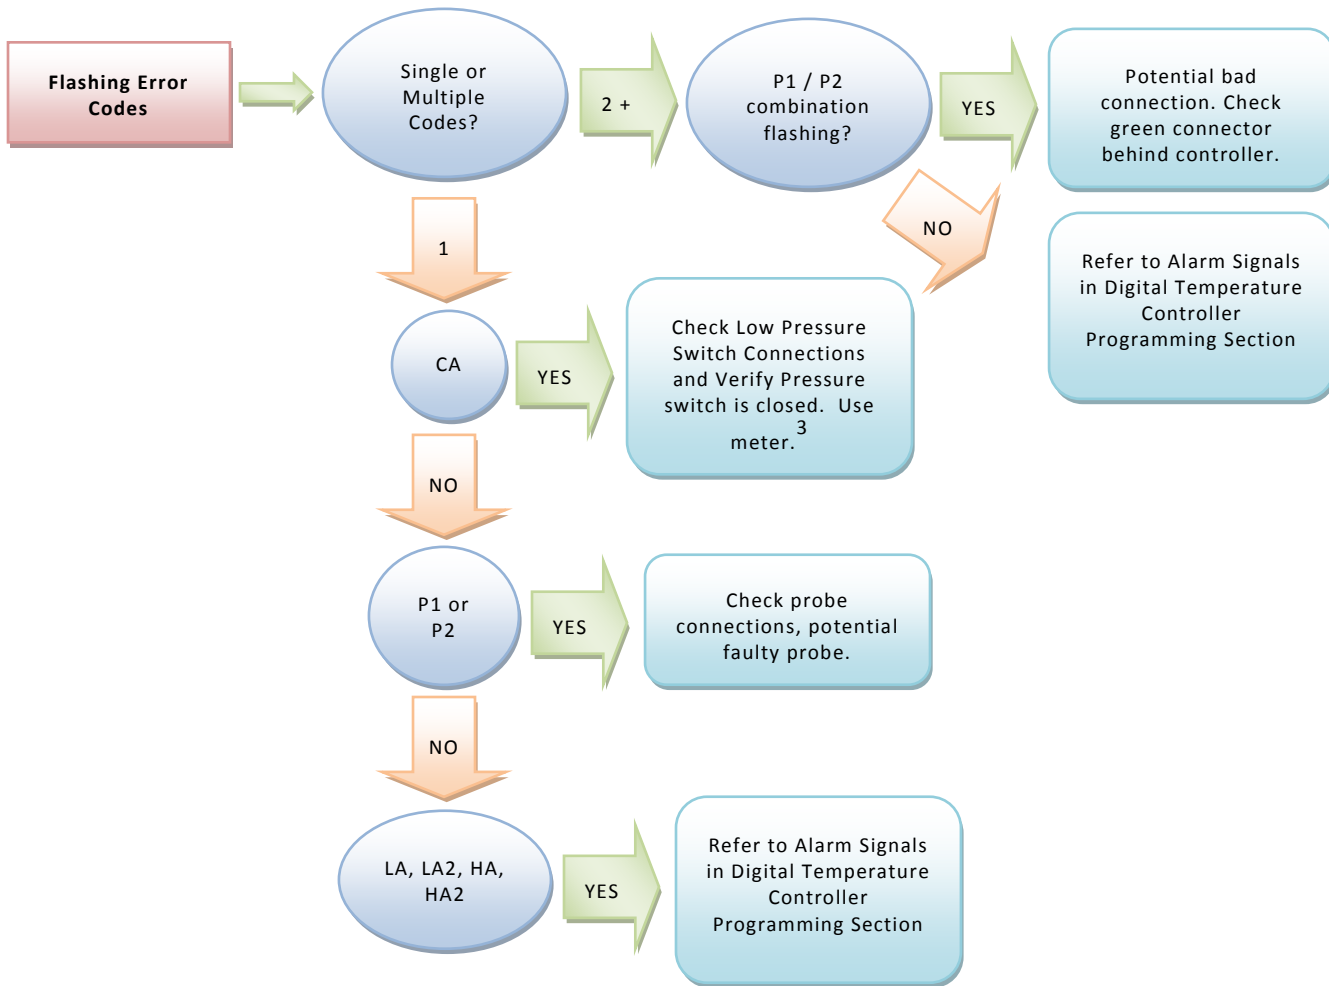 Flashing Error
Codes
Single or
Multiple
Codes?
2 +
P1 / P2
combination
flashing?
YES
Potential bad
connection. Check
green connector
behind controller.
NO
Refer to Alarm Signals
in Digital Temperature
Controller
Programming Section
1
CA
YES
Check Low Pressure
Switch Connections
and Verify Pressure
switch is closed. Use
meter.3
NO
P1 or
P2
YES
Check probe
connections, potential
faulty probe.
NO
LA, LA2, HA,
HA2
YES
Refer to Alarm Signals
in Digital Temperature
Controller
Programming Section